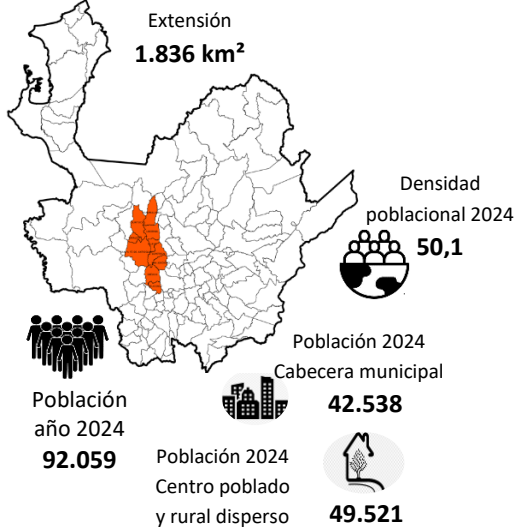 Extensión
1.836 km²
Densidad
poblacional 2024
50,1
Población 2024
Cabecera municipal
42.538
Población
año 2024
92.059
Población 2024
Centro poblado
y rural disperso
49.521